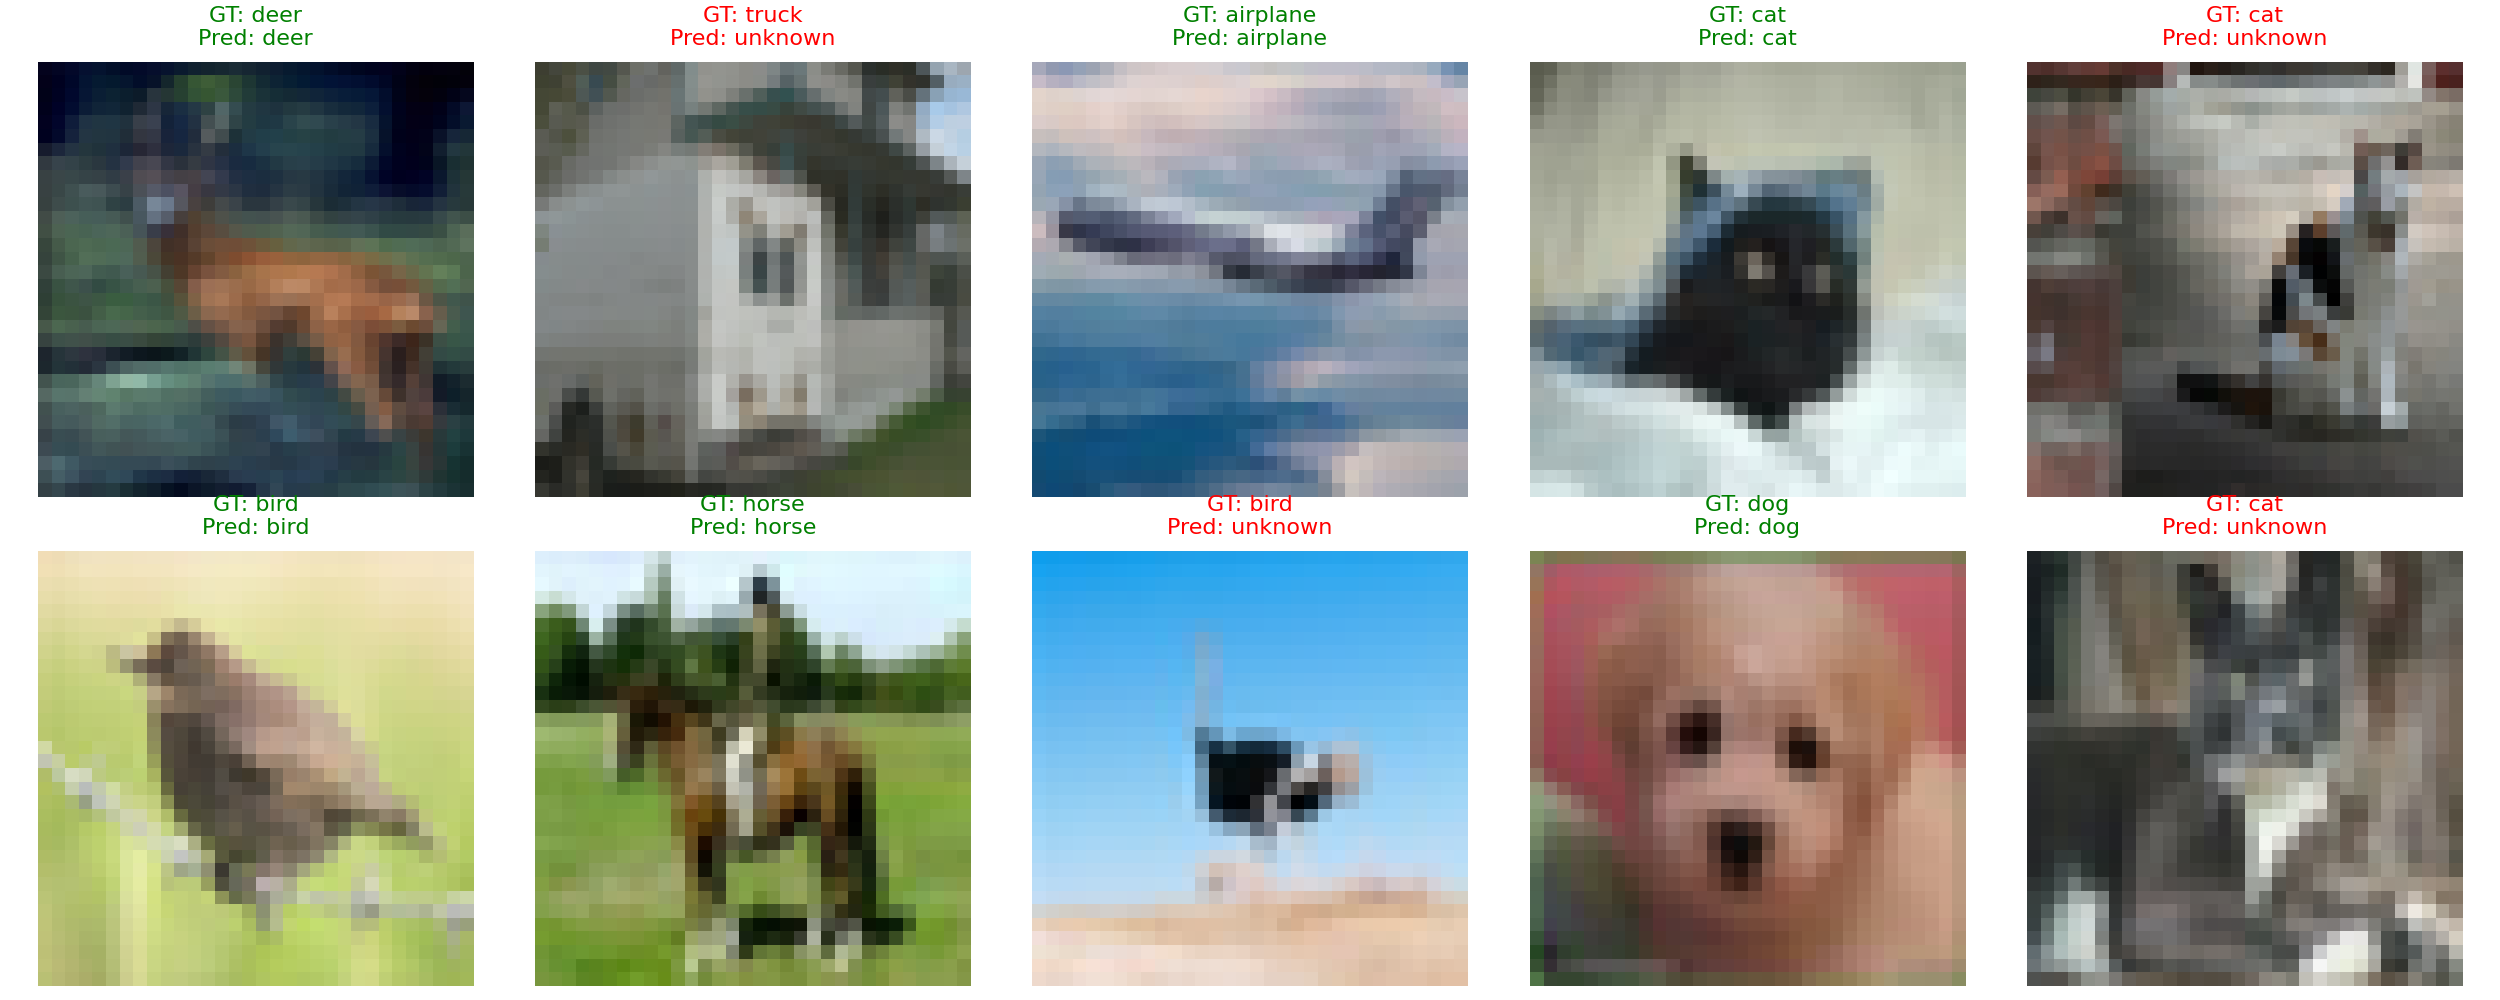 GT: deer
Pred: deer
GT: truck
Pred: unknown
GT: airplane
Pred: airplane
GT: cat
Pred: cat
GT: cat
Pred: unknown
GT: bird
Pred: bird
GT: horse
Pred: horse
GT: bird
Pred: unknown
GT: dog
Pred: dog
GT: cat
Pred: unknown